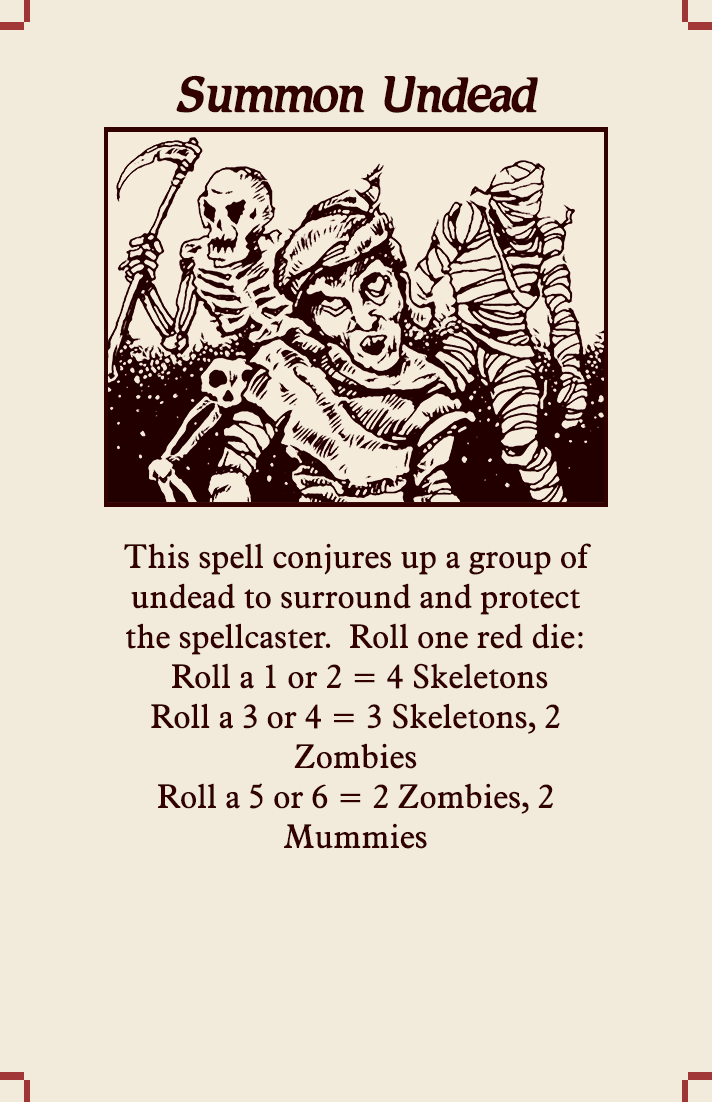 Summon Undead
This spell conjures up a group of
undead to surround and protect
the spellcaster.  Roll one red die:
Roll a 1 or 2 = 4 Skeletons
Roll a 3 or 4 = 3 Skeletons, 2
Zombies
Roll a 5 or 6 = 2 Zombies, 2
Mummies